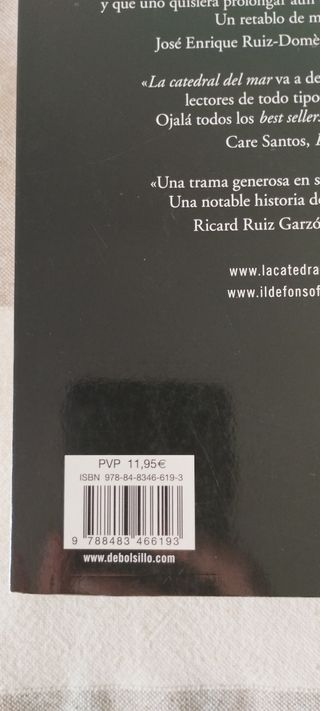 y que uno quisiera prolongar aún
Un retablo de m
José Enrique Ruiz-Domè
«La catedral del mar va a de
lectores de todo tipo
Ojalá todos los best seller
Care Santos,
«Una trama generosa en s
Una notable historia de
Ricard Ruiz Garzó
www.lacatedra
www.ildefonsof
PVP 11,95€
ISBN 978-84-8346-619-3
9 788483 466193
www.debolsillo.com